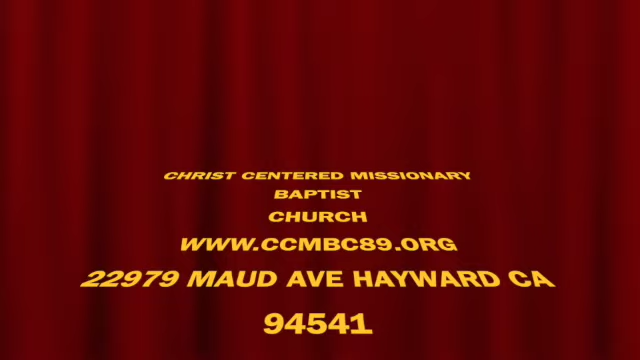 CHRIST CENTERED MISSIONARY
BAPTIST
CHURCH
WWW.CCMBC89.ORG
22979 MAUD AVE HAYWARD CA
94541